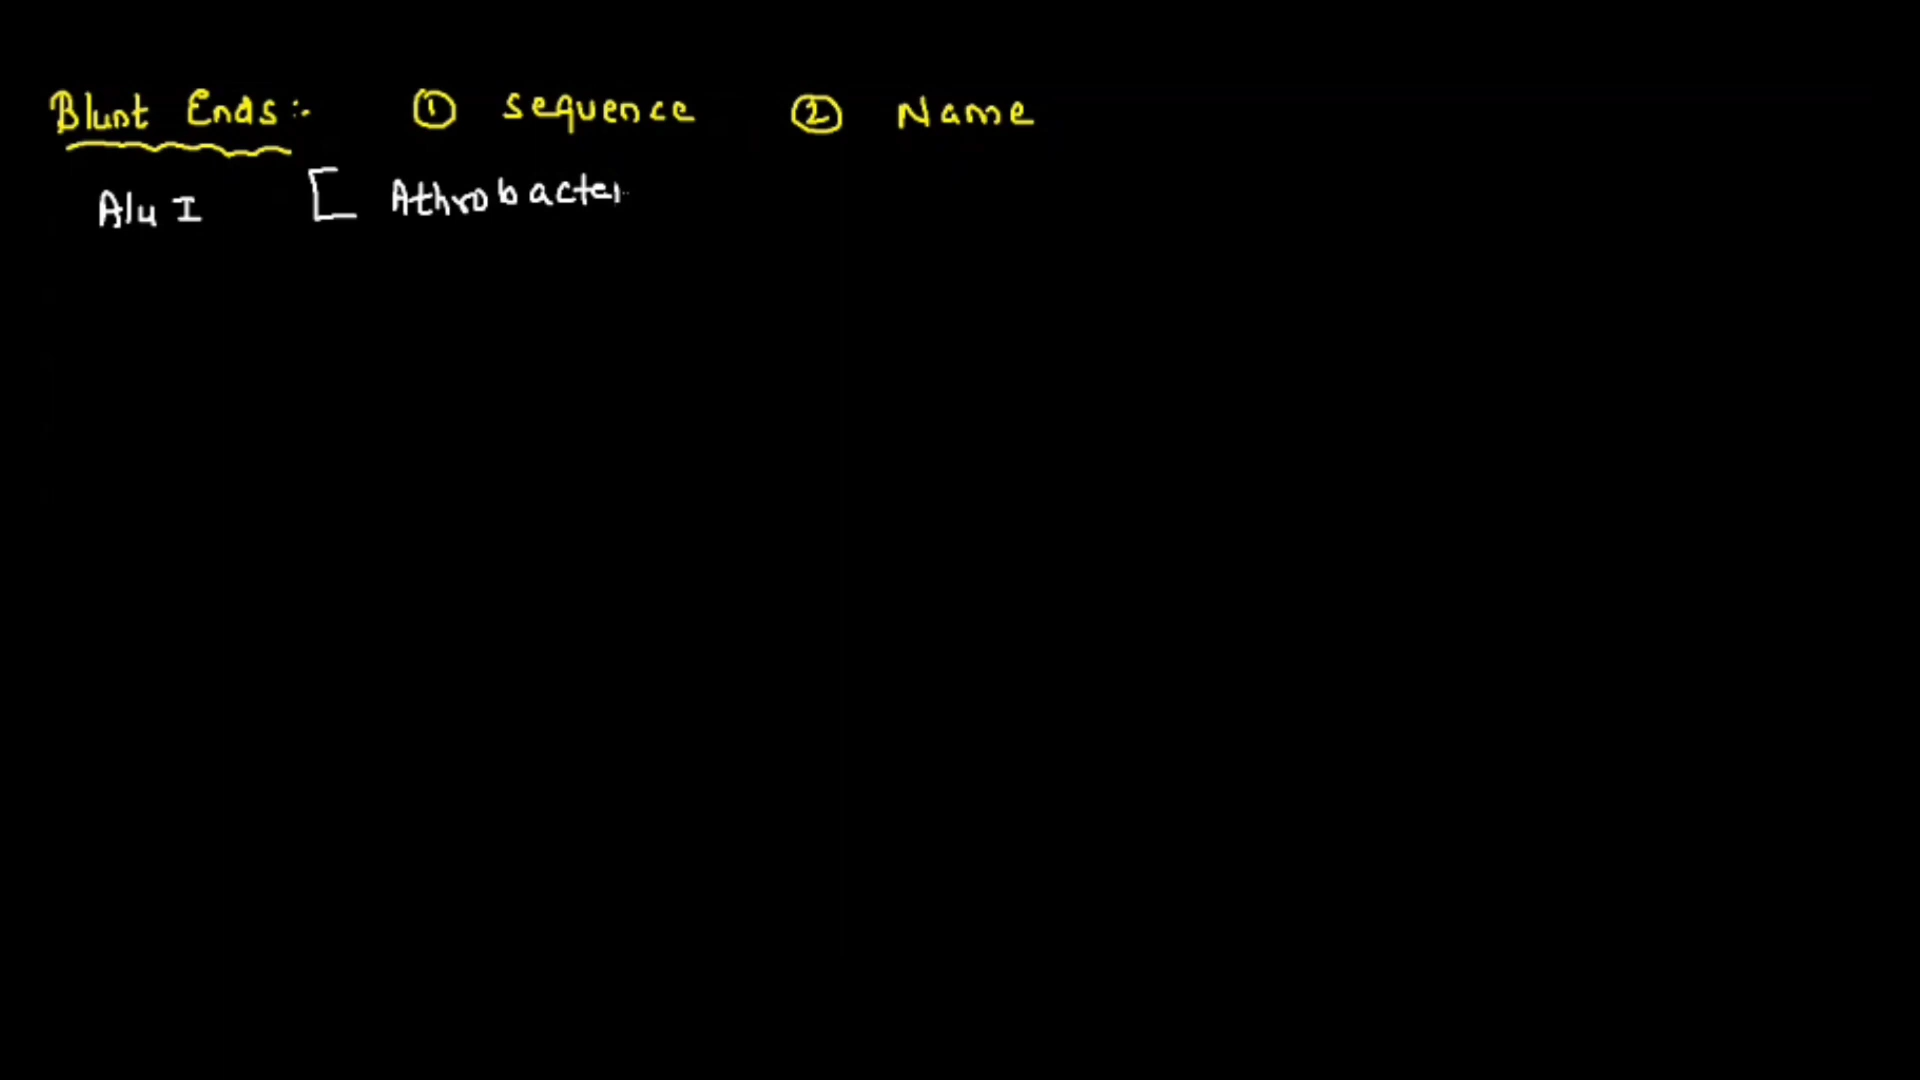 Blunt Ends:- ① sequence ② Name
Alu I [ Athrobacter